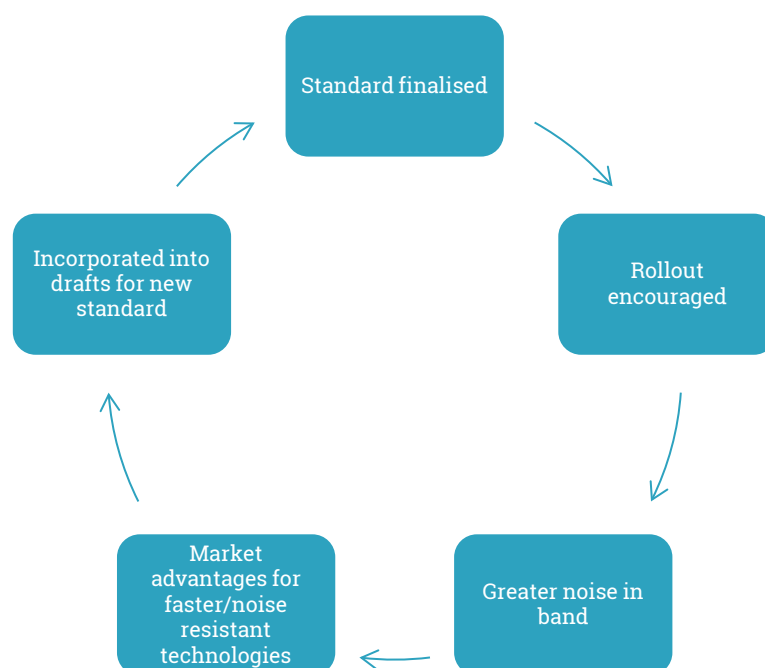 Standard finalised
Rollout
encouraged
Greater noise in
band
Market
advantages for
faster/noise
resistant
technologies
Incorporated into
drafts for new
standard